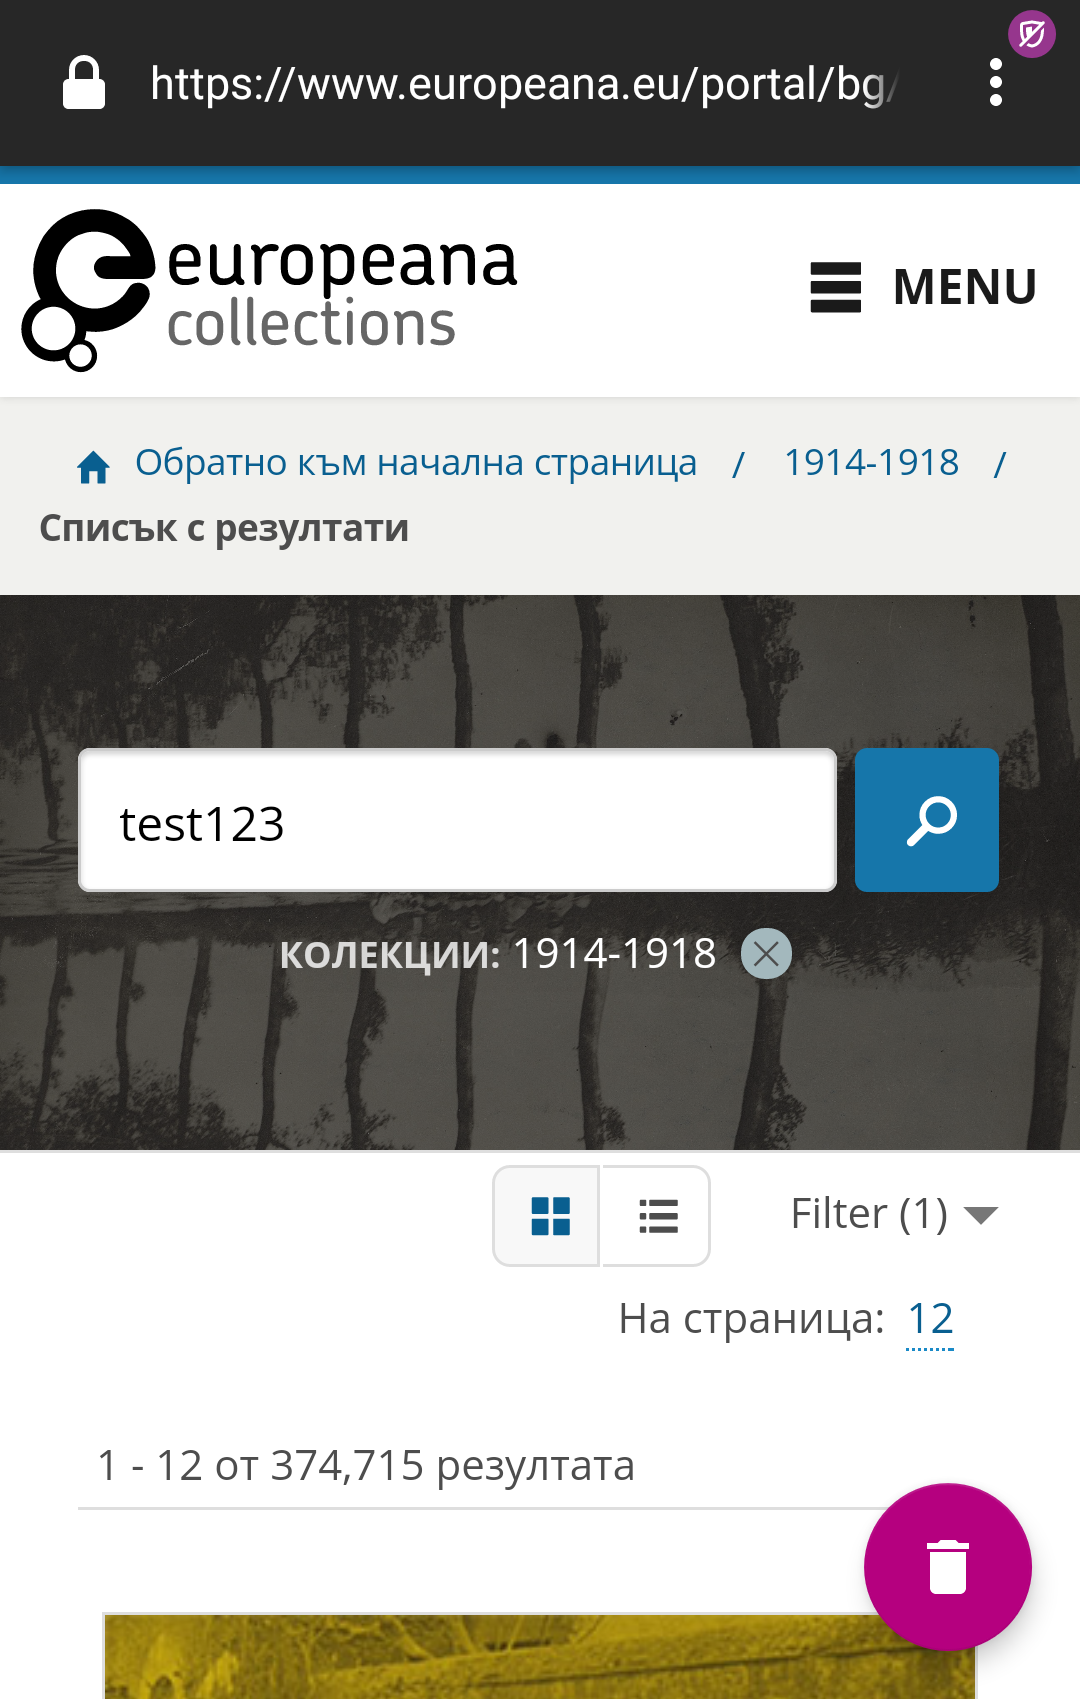 https://www.europeana.eu/portal/bg/
europeana
collections
MENU
Обратно към начална страница / 1914-1918 /
Списък с резултати
test123
КОЛЕКЦИИ: 1914-1918
Filter (1)
На страница: 12
1 - 12 от 374,715 резултата